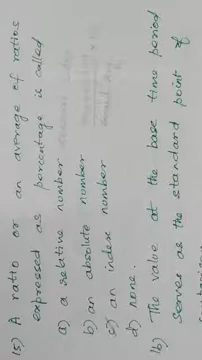 15) A ratio or an average of ratios
expressed as percentage is called
a) a relative number
b) an absolute number
c) an index number
d) none.
16) The value at the base time period
serves as the standard point of